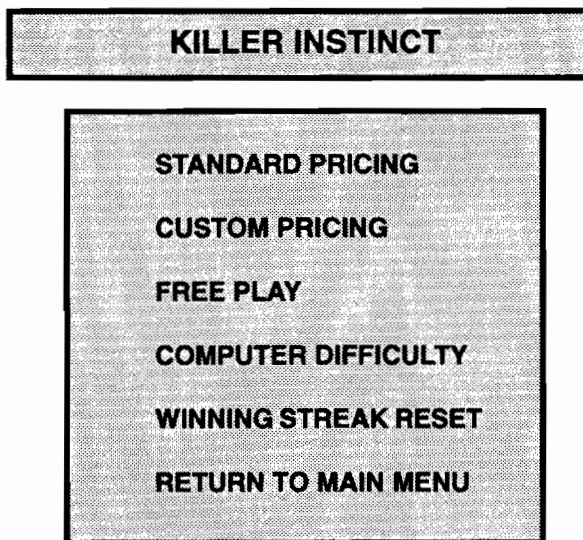 KILLER INSTINCT
STANDARD PRICING
CUSTOM PRICING
FREE PLAY
COMPUTER DIFFICULTY
WINNING STREAK RESET
RETURN TO MAIN MENU